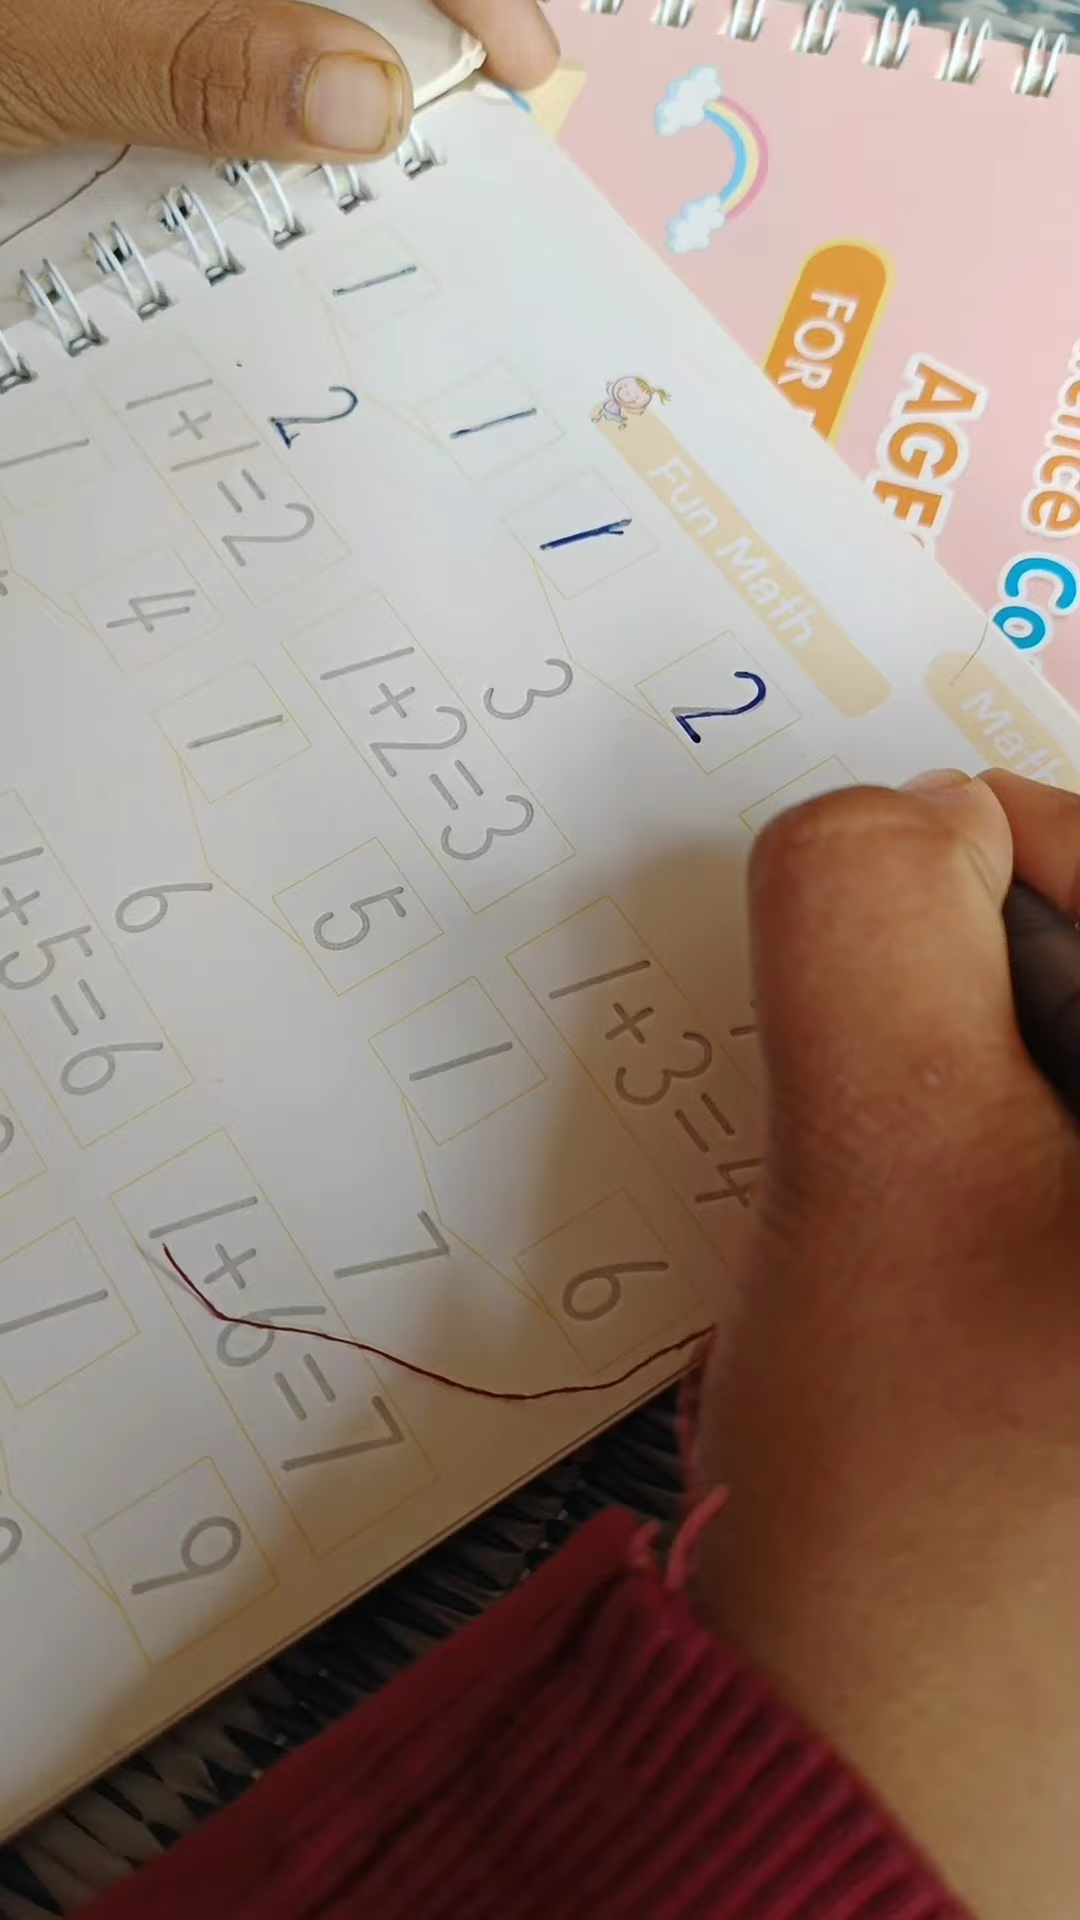 Co
AGE
FOR
Math
Fun Math
1 1 1 2
2 3
1+1=2 1+2=3 1+3=4
1 4 1 5 1 6
6 7
1+5=6 1+6=7
1 9